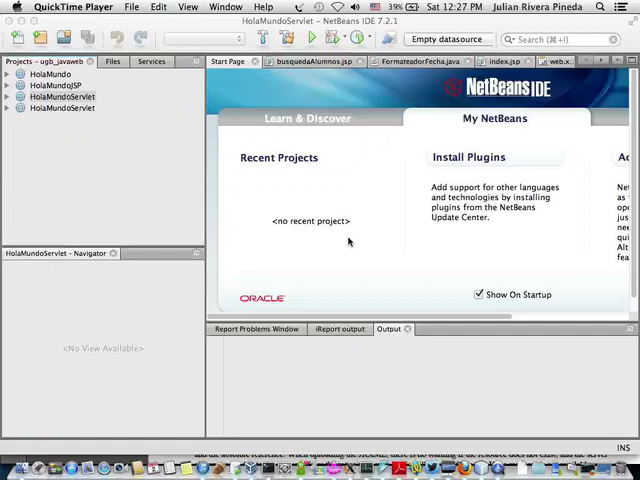 QuickTime Player File Edit View Window Help 39% Sat 12:27 PM Julian Rivera Pineda
HolaMundoServlet - NetBeans IDE 7.2.1
Empty datasource
Search (⌘+I)
Projects - ugb_javaweb Files Services
HolaMundo
HolaMundoJSP
HolaMundoServlet
HolaMundoServlet
Start Page busquedaAlumnos.jsp FormateadorFecha.java index.jsp web.x...
NetBeans IDE
Learn & Discover My NetBeans
Recent Projects
<no recent project>
Install Plugins
Add support for other languages
and technologies by installing
plugins from the NetBeans
Update Center.
ORACLE
Show On Startup
HolaMundoServlet - Navigator
<No View Available>
Report Problems Window iReport output Output
INS